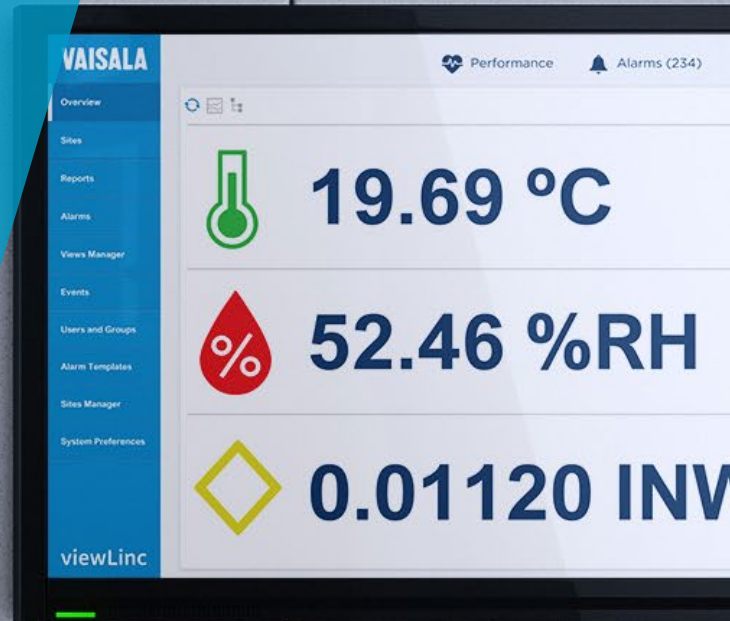 VAISALA
Performance
Alarms (234)
Overview
Sites
Reports
Alarms
Views Manager
Events
Users and Groups
Alarm Templates
Sites Manager
System Preferences
viewLinc
19.69 ºC
%
52.46 %RH
0.01120 INW